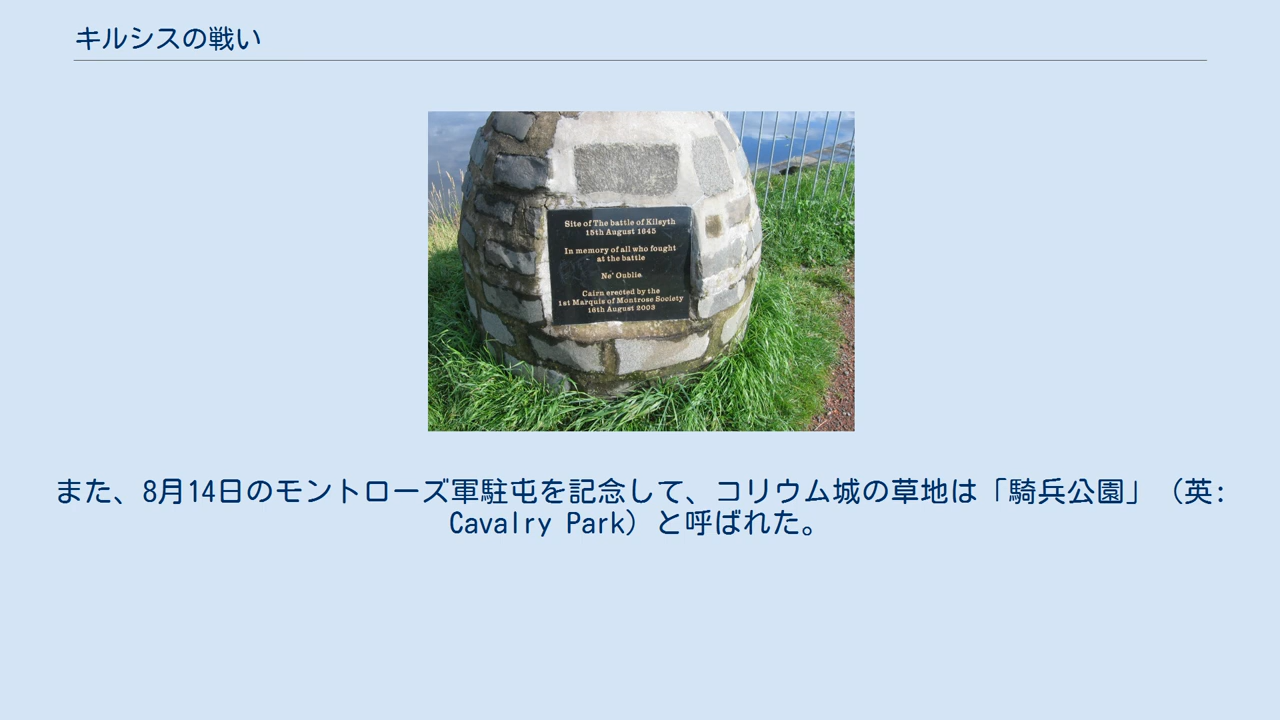 キルシスの戦い
Site of The battle of Kilsyth
15th August 1645
In memory of all who fought
at the battle
Ne' Oublie
Cairn erected by the
1st Marquis of Montrose Society
16th August 2003
また、8月14日のモントローズ軍駐屯を記念して、コリウム城の草地は「騎兵公園」（英:
Cavalry Park）と呼ばれた。